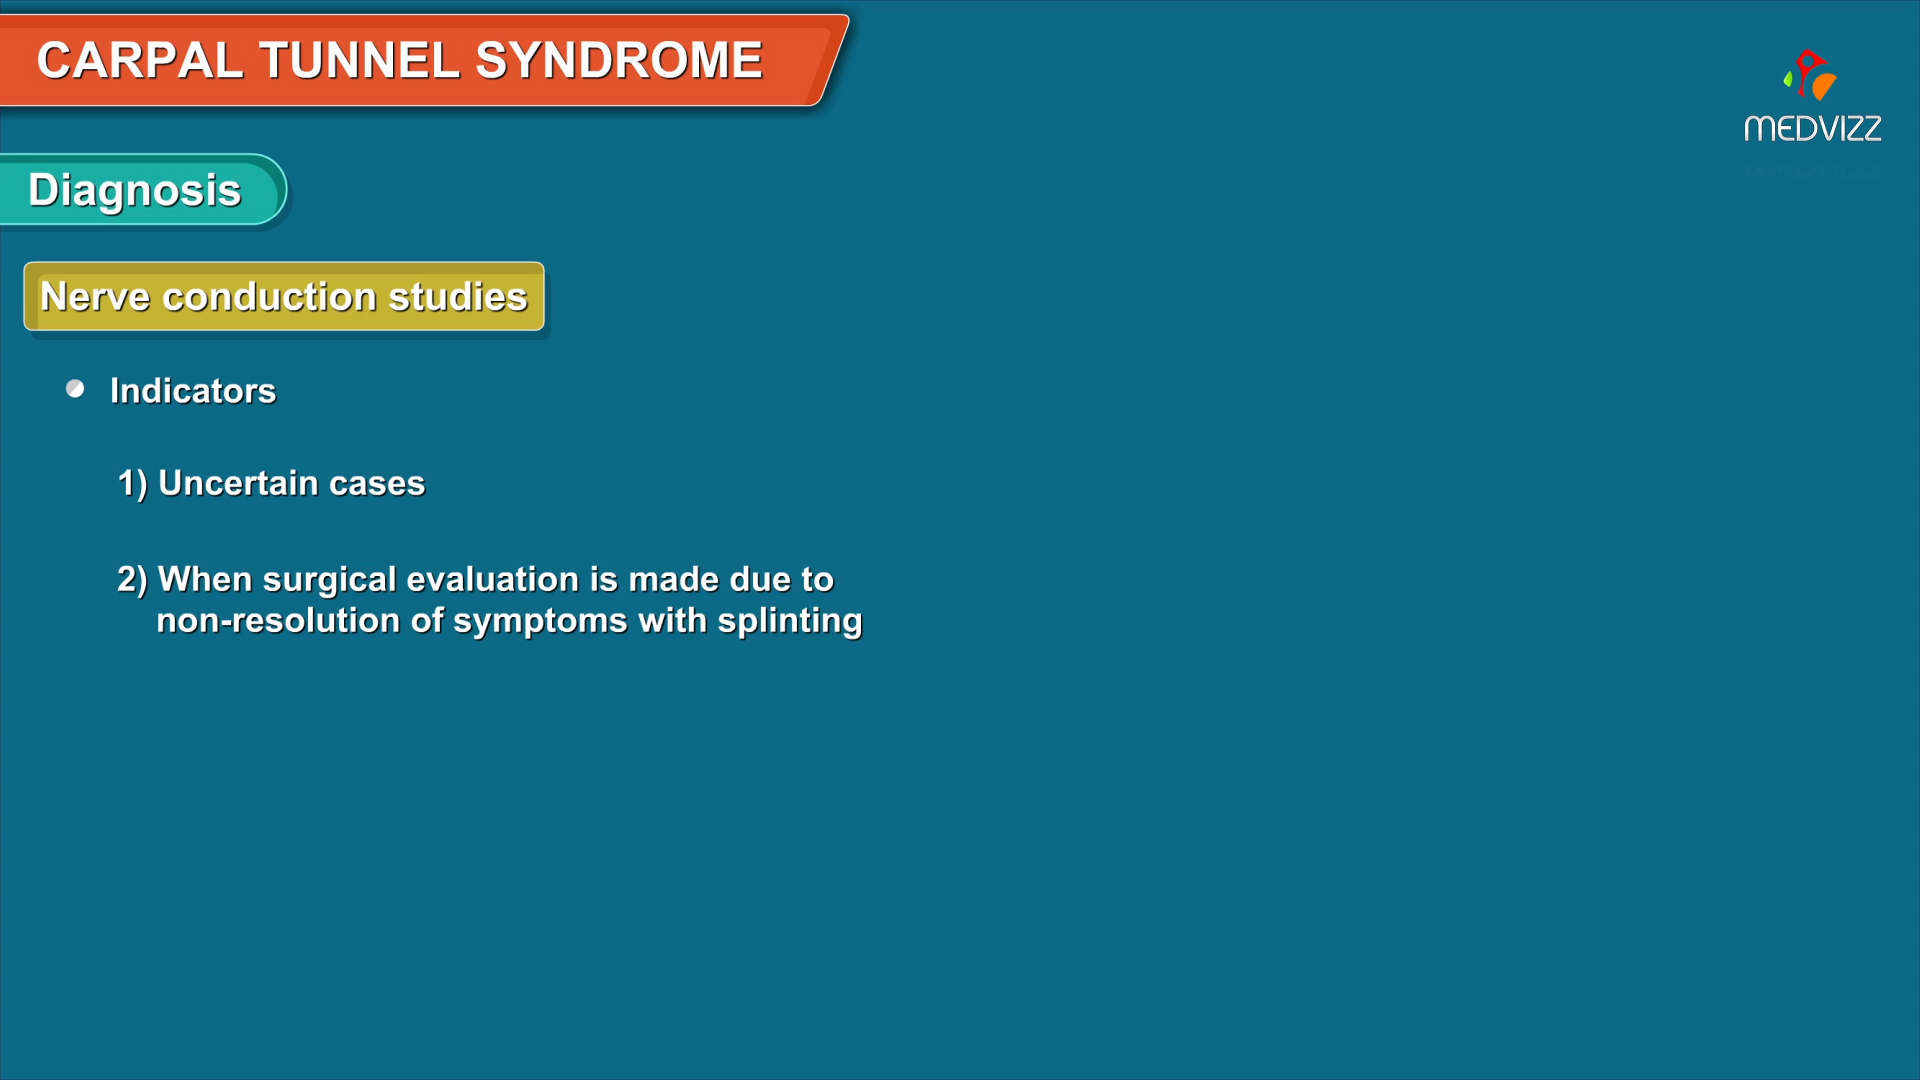 CARPAL TUNNEL SYNDROME
MEDVIZZ
Diagnosis
Nerve conduction studies
Indicators
1) Uncertain cases
2) When surgical evaluation is made due to
non-resolution of symptoms with splinting